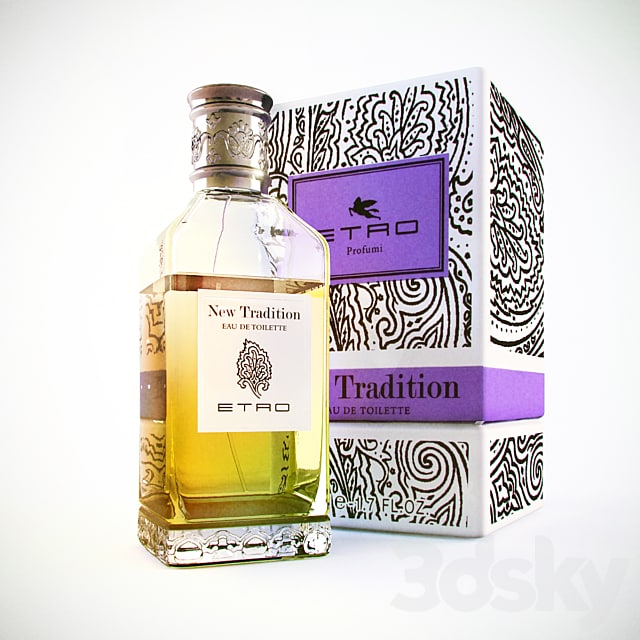 New Tradition
EAU DE TOILETTE
ETRO
ETRO
Profumi
Tradition
EAU DE TOILETTE
1.7 FL.OZ
3dsky